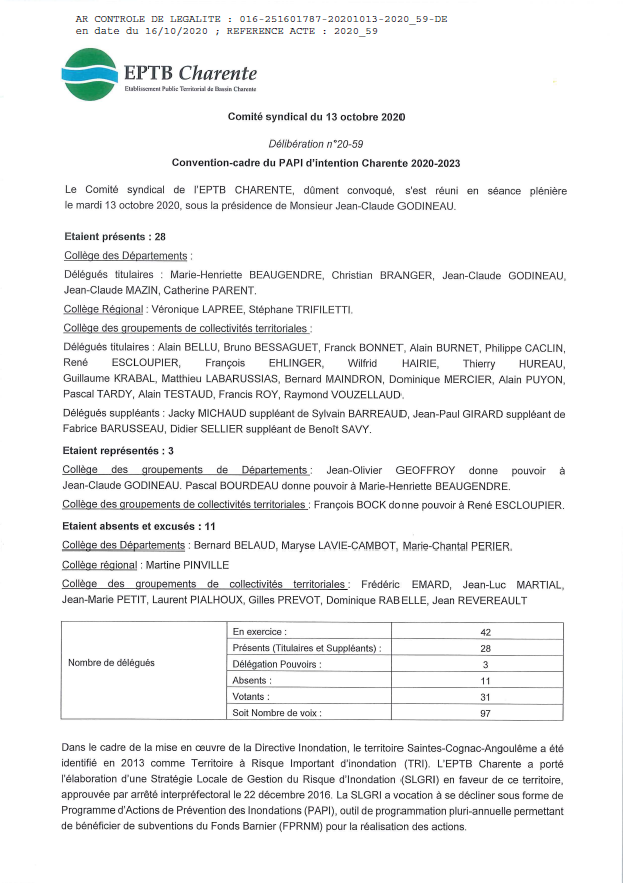 AR CONTROLE DE LEGALITE : 016-251601787-20201013-2020_59-DE
en date du 16/10/2020 ; REFERENCE ACTE : 2020_59
EPTB Charente
Etablissement Public Territorial de Bassin Charente
Comité syndical du 13 octobre 2020
Délibération n°20-59
Convention-cadre du PAPI d'intention Charente 2020-2023
Le Comité syndical de l'EPTB CHARENTE, dûment convoqué, s'est réuni en séance plénière
le mardi 13 octobre 2020, sous la présidence de Monsieur Jean-Claude GODINEAU.
Etaient présents : 28
Collège des Départements :
Délégués titulaires : Marie-Henriette BEAUGENDRE, Christian BRANGER, Jean-Claude GODINEAU,
Jean-Claude MAZIN, Catherine PARENT.
Collège Régional : Véronique LAPREE, Stéphane TRIFILETTI.
Collège des groupements de collectivités territoriales :
Délégués titulaires : Alain BELLU, Bruno BESSAGUET, Franck BONNET, Alain BURNET, Philippe CACLIN,
René ESCLOUPIER, François EHLINGER, Wilfrid HAIRIE, Thierry HUREAU,
Guillaume KRABAL, Matthieu LABARUSSIAS, Bernard MAINDRON, Dominique MERCIER, Alain PUYON,
Pascal TARDY, Alain TESTAUD, Francis ROY, Raymond VOUZELLAUD.
Délégués suppléants : Jacky MICHAUD suppléant de Sylvain BARREAUD, Jean-Paul GIRARD suppléant de
Fabrice BARUSSEAU, Didier SELLIER suppléant de Benoît SAVY.
Etaient représentés : 3
Collège des groupements de Départements : Jean-Olivier GEOFFROY donne pouvoir à
Jean-Claude GODINEAU. Pascal BOURDEAU donne pouvoir à Marie-Henriette BEAUGENDRE.
Collège des groupements de collectivités territoriales : François BOCK donne pouvoir à René ESCLOUPIER.
Etaient absents et excusés : 11
Collège des Départements : Bernard BELAUD, Maryse LAVIE-CAMBOT, Marie-Chantal PERIER.
Collège régional : Martine PINVILLE
Collège des groupements de collectivités territoriales : Frédéric EMARD, Jean-Luc MARTIAL,
Jean-Marie PETIT, Laurent PIALHOUX, Gilles PREVOT, Dominique RABELLE, Jean REVEREAULT
Nombre de délégués
En exercice : 42
Présents (Titulaires et Suppléants) : 28
Délégation Pouvoirs : 3
Absents : 11
Votants : 31
Soit Nombre de voix : 97
Dans le cadre de la mise en œuvre de la Directive Inondation, le territoire Saintes-Cognac-Angoulême a été
identifié en 2013 comme Territoire à Risque Important d'inondation (TRI). L'EPTB Charente a porté
l'élaboration d'une Stratégie Locale de Gestion du Risque d'Inondation (SLGRI) en faveur de ce territoire,
approuvée par arrêté interpréfectoral le 22 décembre 2016. La SLGRI a vocation à se décliner sous forme de
Programme d'Actions de Prévention des Inondations (PAPI), outil de programmation pluri-annuelle permettant
de bénéficier de subventions du Fonds Barnier (FPRNM) pour la réalisation des actions.